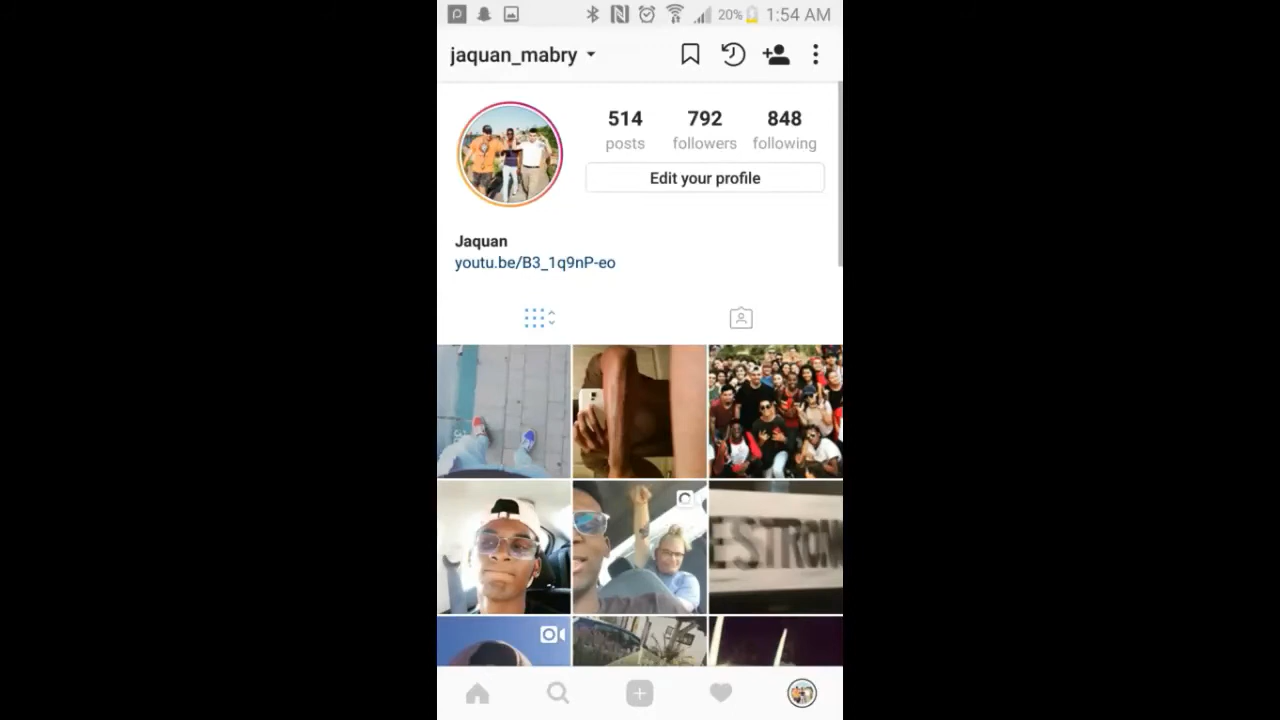 20% 1:54 AM
jaquan_mabry
514 792 848
posts followers following
Edit your profile
Jaquan
youtu.be/B3_1q9nP-eo
ESTRON